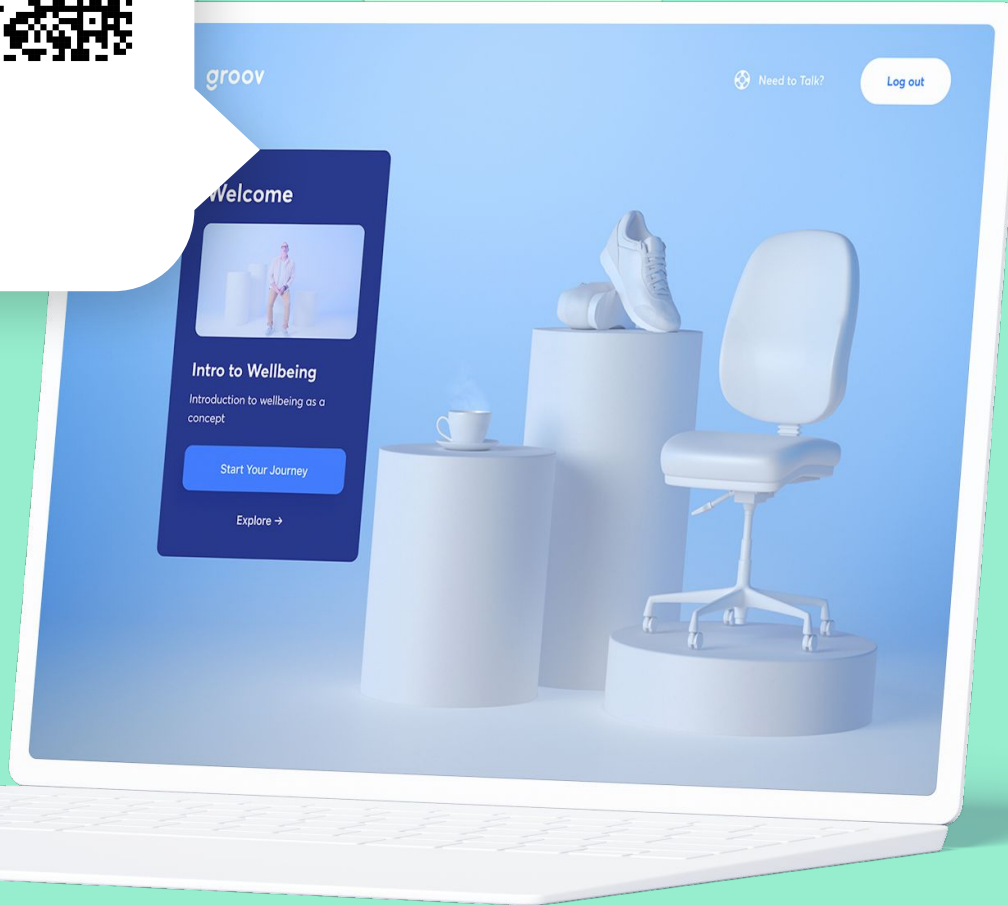 groov
Need to Talk?
Log out
Welcome
Intro to Wellbeing
Introduction to wellbeing as a
concept
Start Your Journey
Explore →